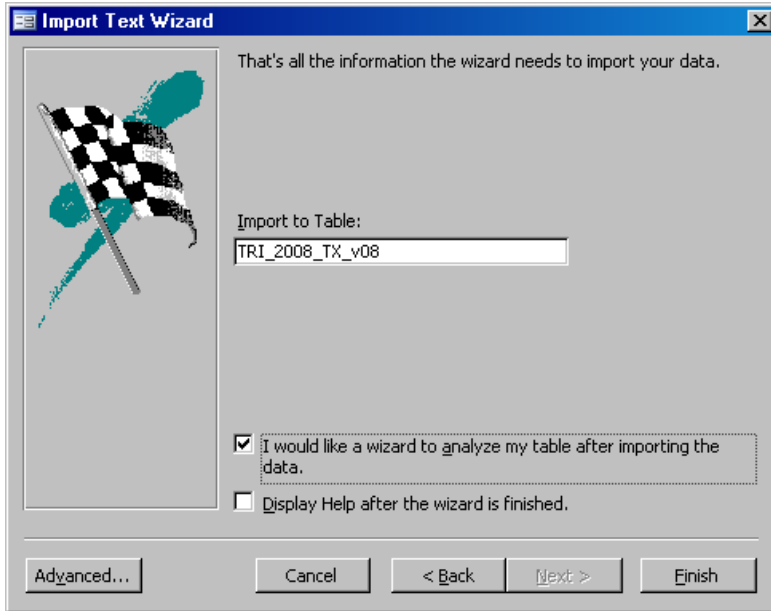 Import Text Wizard
That's all the information the wizard needs to import your data.
Import to Table:
TRI_2008_TX_v08
I would like a wizard to analyze my table after importing the
data.
Display Help after the wizard is finished.
Advanced... Cancel < Back Next > Finish